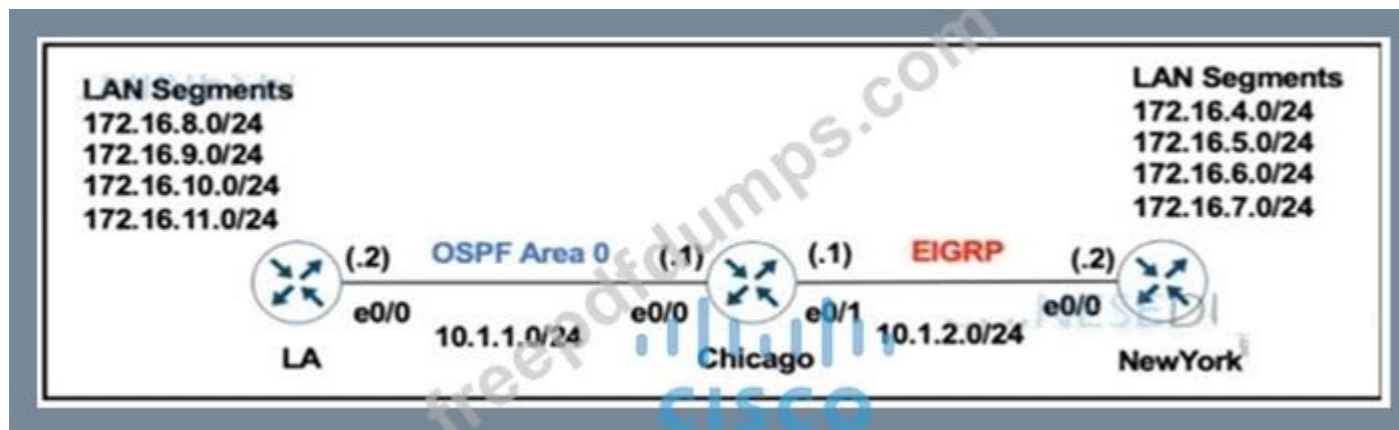 LAN Segments
172.16.8.0/24
172.16.9.0/24
172.16.10.0/24
172.16.11.0/24
LAN Segments
172.16.4.0/24
172.16.5.0/24
172.16.6.0/24
172.16.7.0/24
(.2) OSPF Area 0 (.1) (.1) EIGRP (.2)
e0/0 10.1.1.0/24 e0/0 e0/1 10.1.2.0/24 e0/0
LA Chicago NewYork
CISCO
freepdfdumps.com